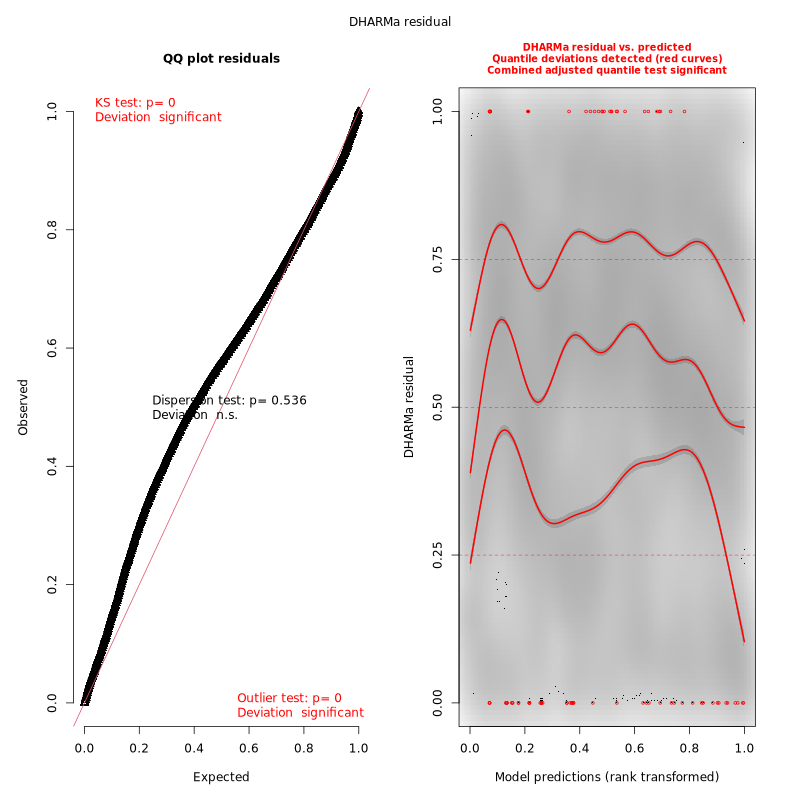 DHARMa residual
QQ plot residuals
KS test: p= 0
Deviation significant
Dispersion test: p= 0.536
Deviation n.s.
Outlier test: p= 0
Deviation significant
Observed
0.0
0.2
0.4
0.6
0.8
1.0
0.0 0.2 0.4 0.6 0.8 1.0
Expected
DHARMa residual vs. predicted
Quantile deviations detected (red curves)
Combined adjusted quantile test significant
DHARMa residual
0.00
0.25
0.50
0.75
1.00
0.0 0.2 0.4 0.6 0.8 1.0
Model predictions (rank transformed)